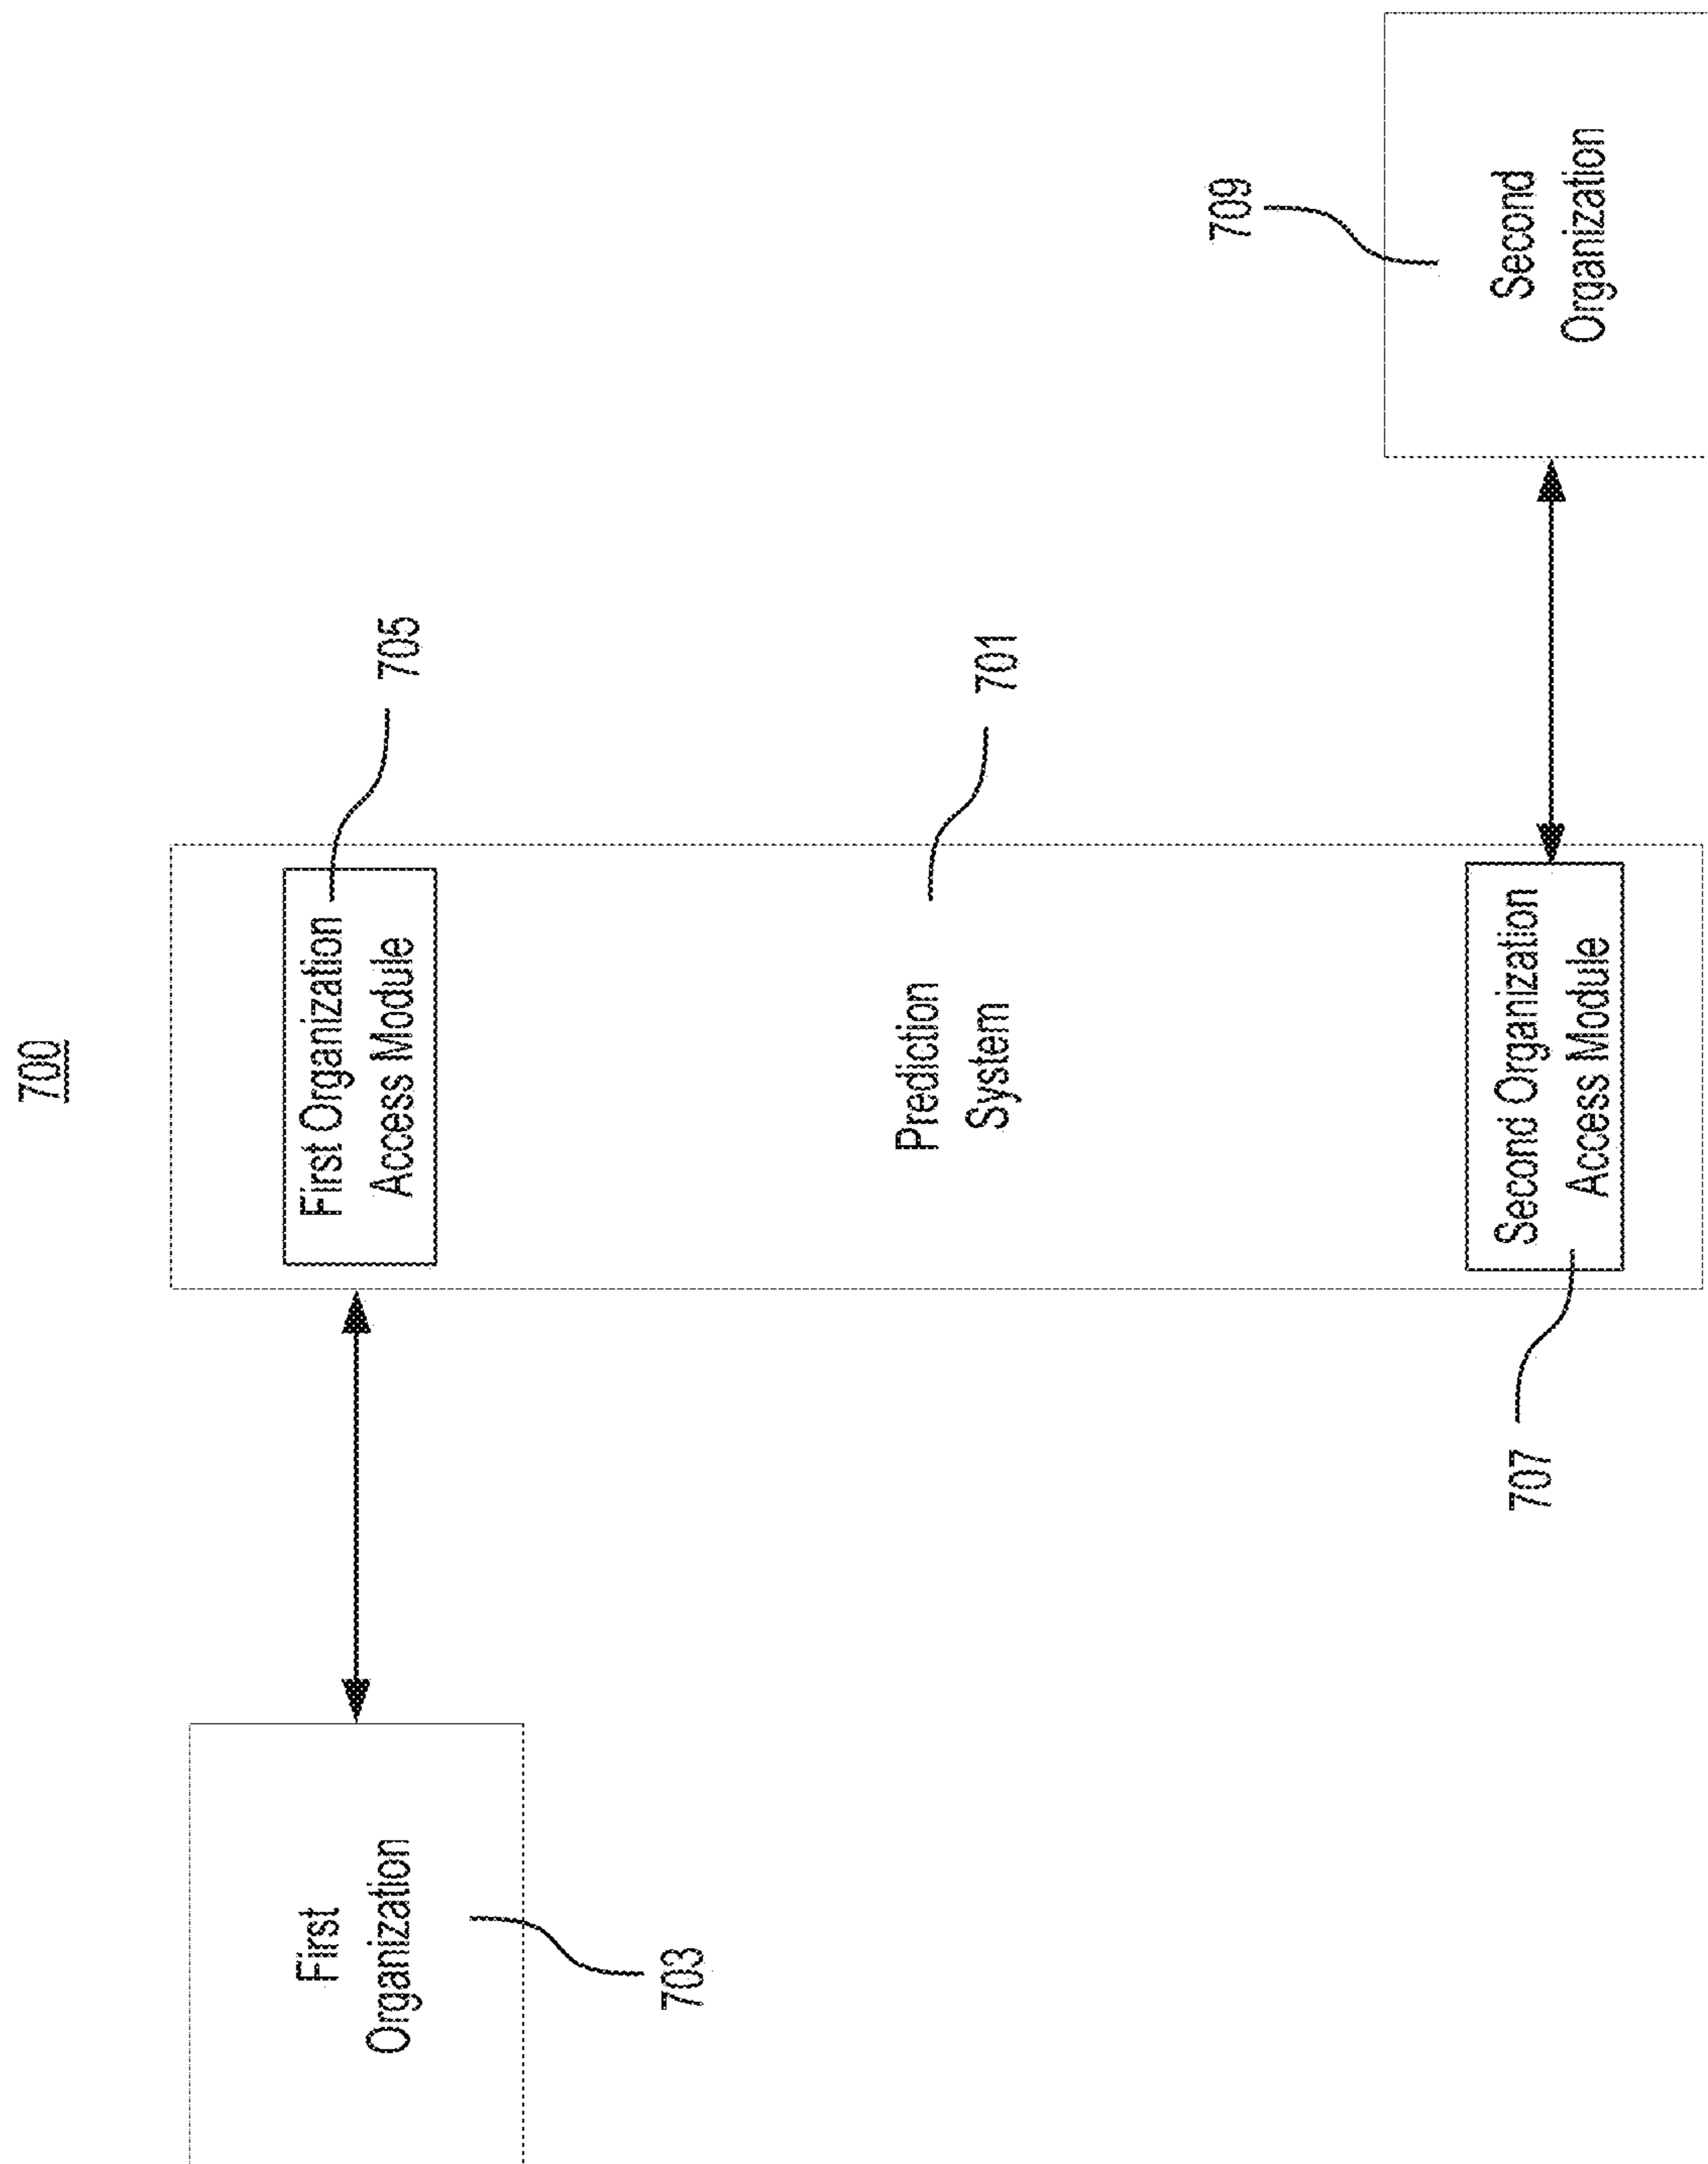 700
First Organization
Access Module
705
First
Organization
703
Prediction
System
701
Second Organization
Access Module
707
709
Second
Organization